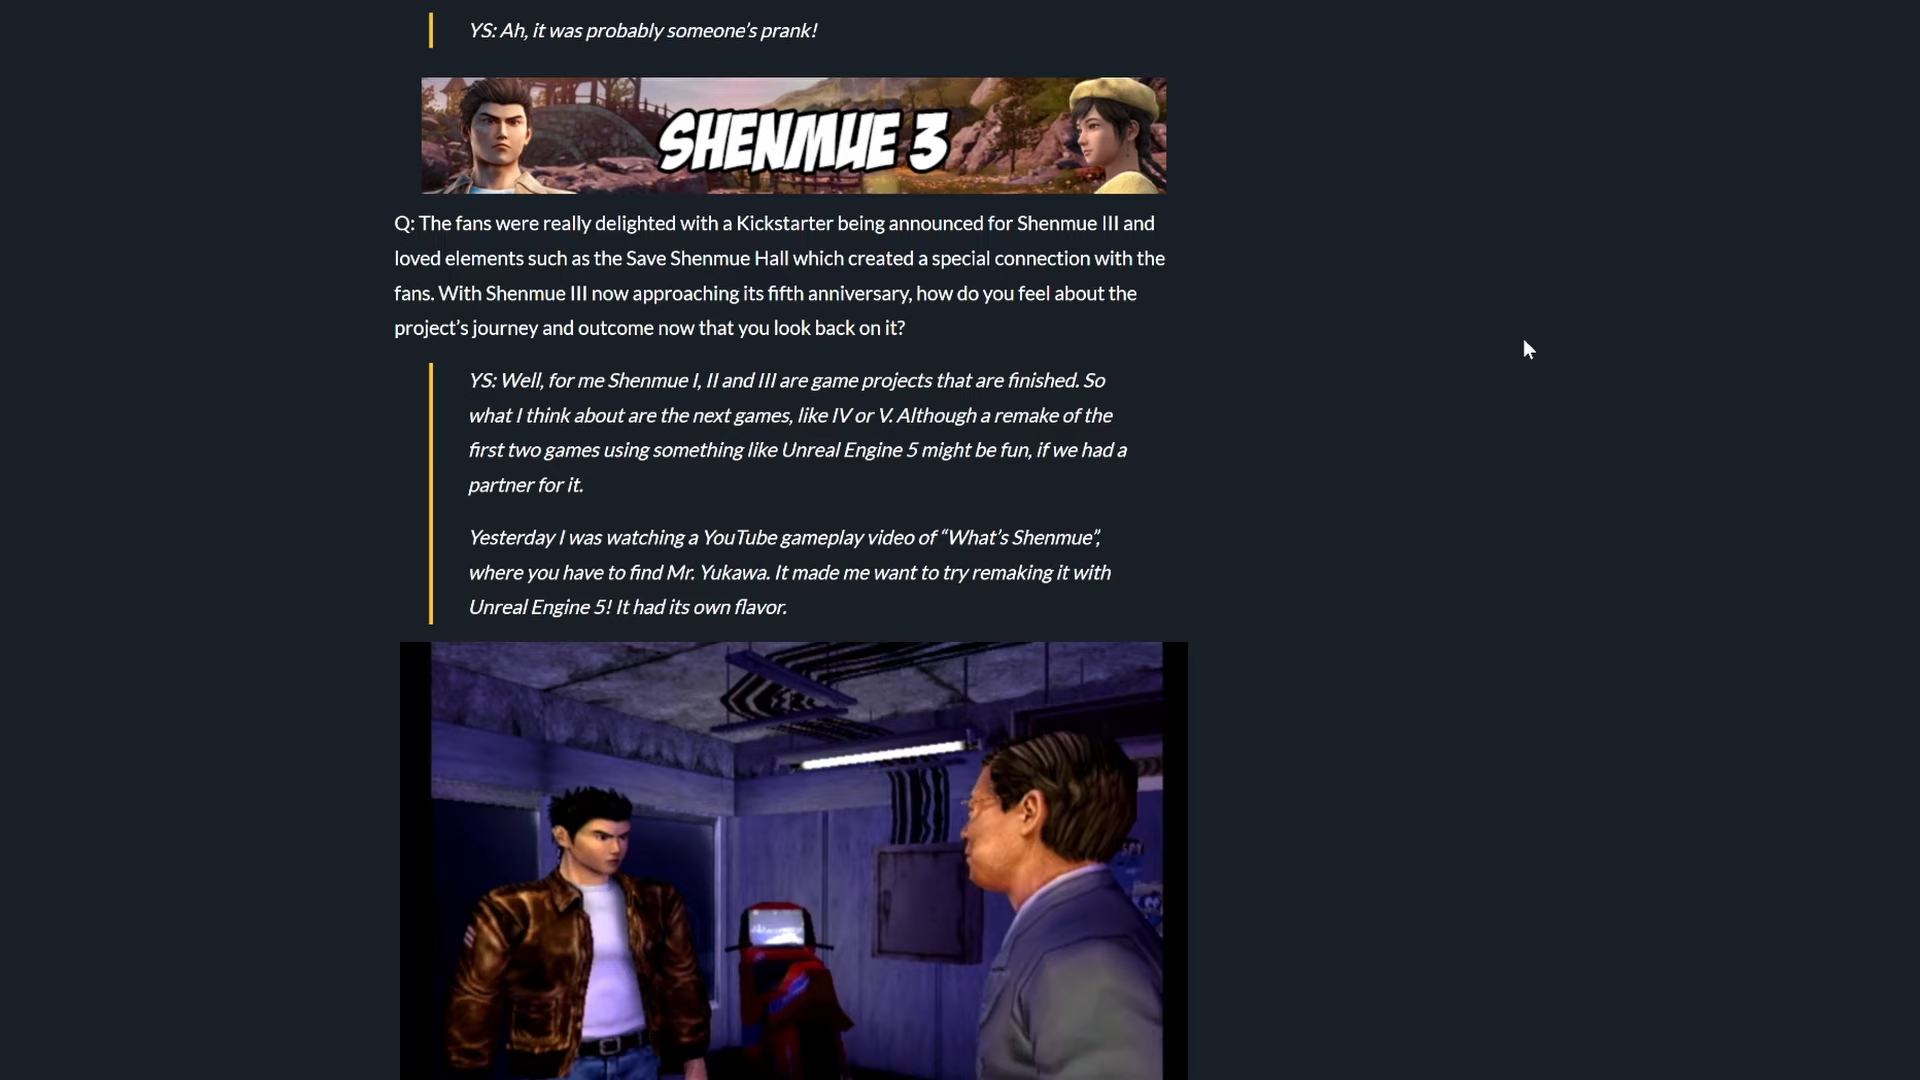 YS: Ah, it was probably someone’s prank!
SHENMUE 3
Q: The fans were really delighted with a Kickstarter being announced for Shenmue III and
loved elements such as the Save Shenmue Hall which created a special connection with the
fans. With Shenmue III now approaching its fifth anniversary, how do you feel about the
project’s journey and outcome now that you look back on it?
YS: Well, for me Shenmue I, II and III are game projects that are finished. So
what I think about are the next games, like IV or V. Although a remake of the
first two games using something like Unreal Engine 5 might be fun, if we had a
partner for it.
Yesterday I was watching a YouTube gameplay video of “What’s Shenmue”,
where you have to find Mr. Yukawa. It made me want to try remaking it with
Unreal Engine 5! It had its own flavor.
SPY